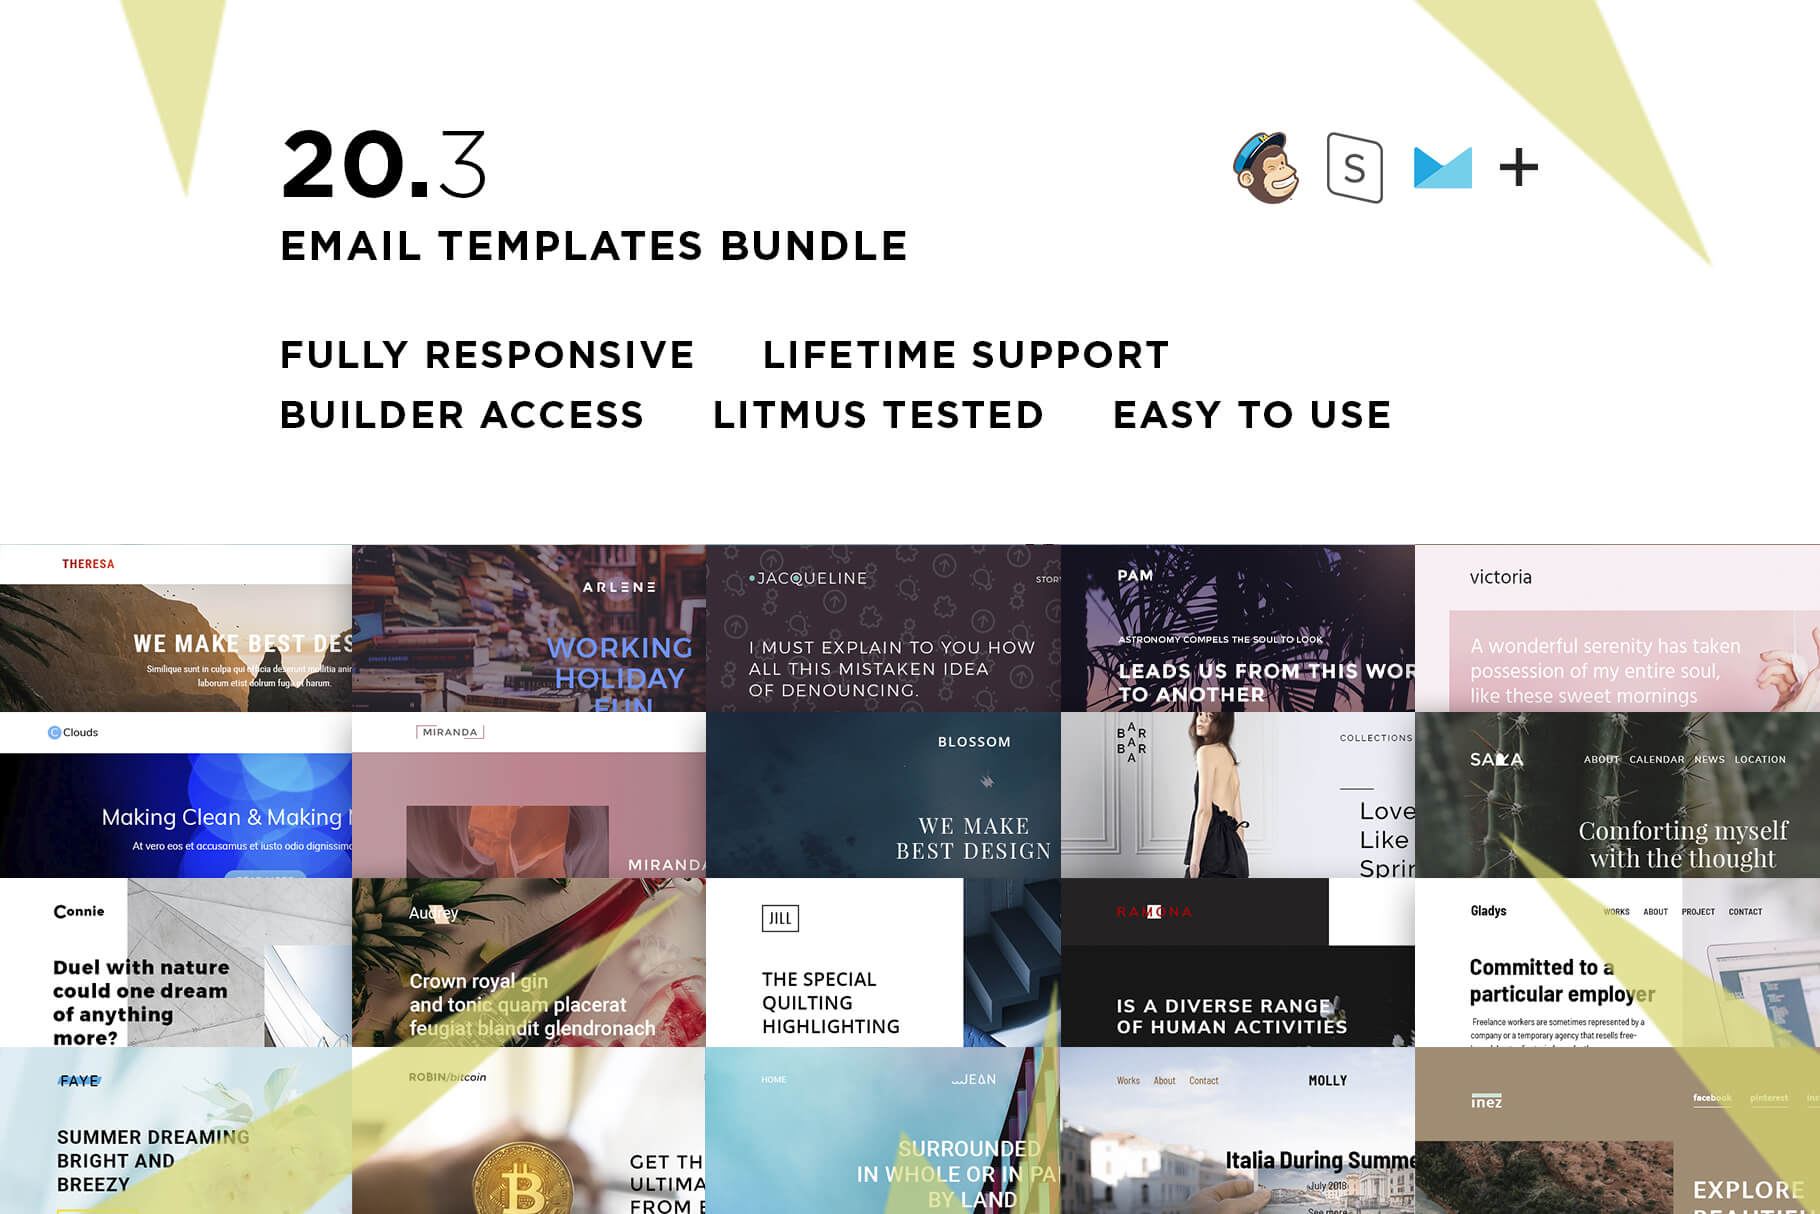 20.3
EMAIL TEMPLATES BUNDLE
S
FULLY RESPONSIVE LIFETIME SUPPORT
BUILDER ACCESS LITMUS TESTED EASY TO USE
THERESA
WE MAKE BEST DES
Similique sunt in culpa qui officia deserunt mollitia anim
laborum etist dolrum fuga et harum.
ARLENE
WORKING
HOLIDAY
FUN
JACQUELINE
STORY
I MUST EXPLAIN TO YOU HOW
ALL THIS MISTAKEN IDEA
OF DENOUNCING.
PAM
ASTRONOMY COMPELS THE SOUL TO LOOK
LEADS US FROM THIS WOR
TO ANOTHER
victoria
A wonderful serenity has taken
possession of my entire soul,
like these sweet mornings
C Clouds
Making Clean & Making
At vero eos et accusamus et iusto odio dignissimo
READ MORE
MIRANDA
MIRANDA
BLOSSOM
WE MAKE
BEST DESIGN
BAR
BAR
A
COLLECTIONS
Love
Like
Sprin
SARA
ABOUT CALENDAR NEWS LOCATION
Comforting myself
with the thought
Connie
Duel with nature
could one dream
of anything
more?
Audrey
Crown royal gin
and tonic quam placerat
feugiat blandit glendronach
JILL
THE SPECIAL
QUILTING
HIGHLIGHTING
RAMONA
IS A DIVERSE RANGE
OF HUMAN ACTIVITIES
Gladys
WORKS ABOUT PROJECT CONTACT
Committed to a
particular employer
Freelance workers are sometimes represented by a
company or a temporary agency that resells free-
FAYE
SUMMER DREAMING
BRIGHT AND
BREEZY
ROBIN/bitcoin
GET TH
ULTIMA
FROM B
HOME
JEAN
SURROUNDED
IN WHOLE OR IN PA
BY LAND
Works About Contact
MOLLY
Italia During Summe
July 2018
See more
inez
facebook pinterest ins
EXPLORE
BEAUTIFU